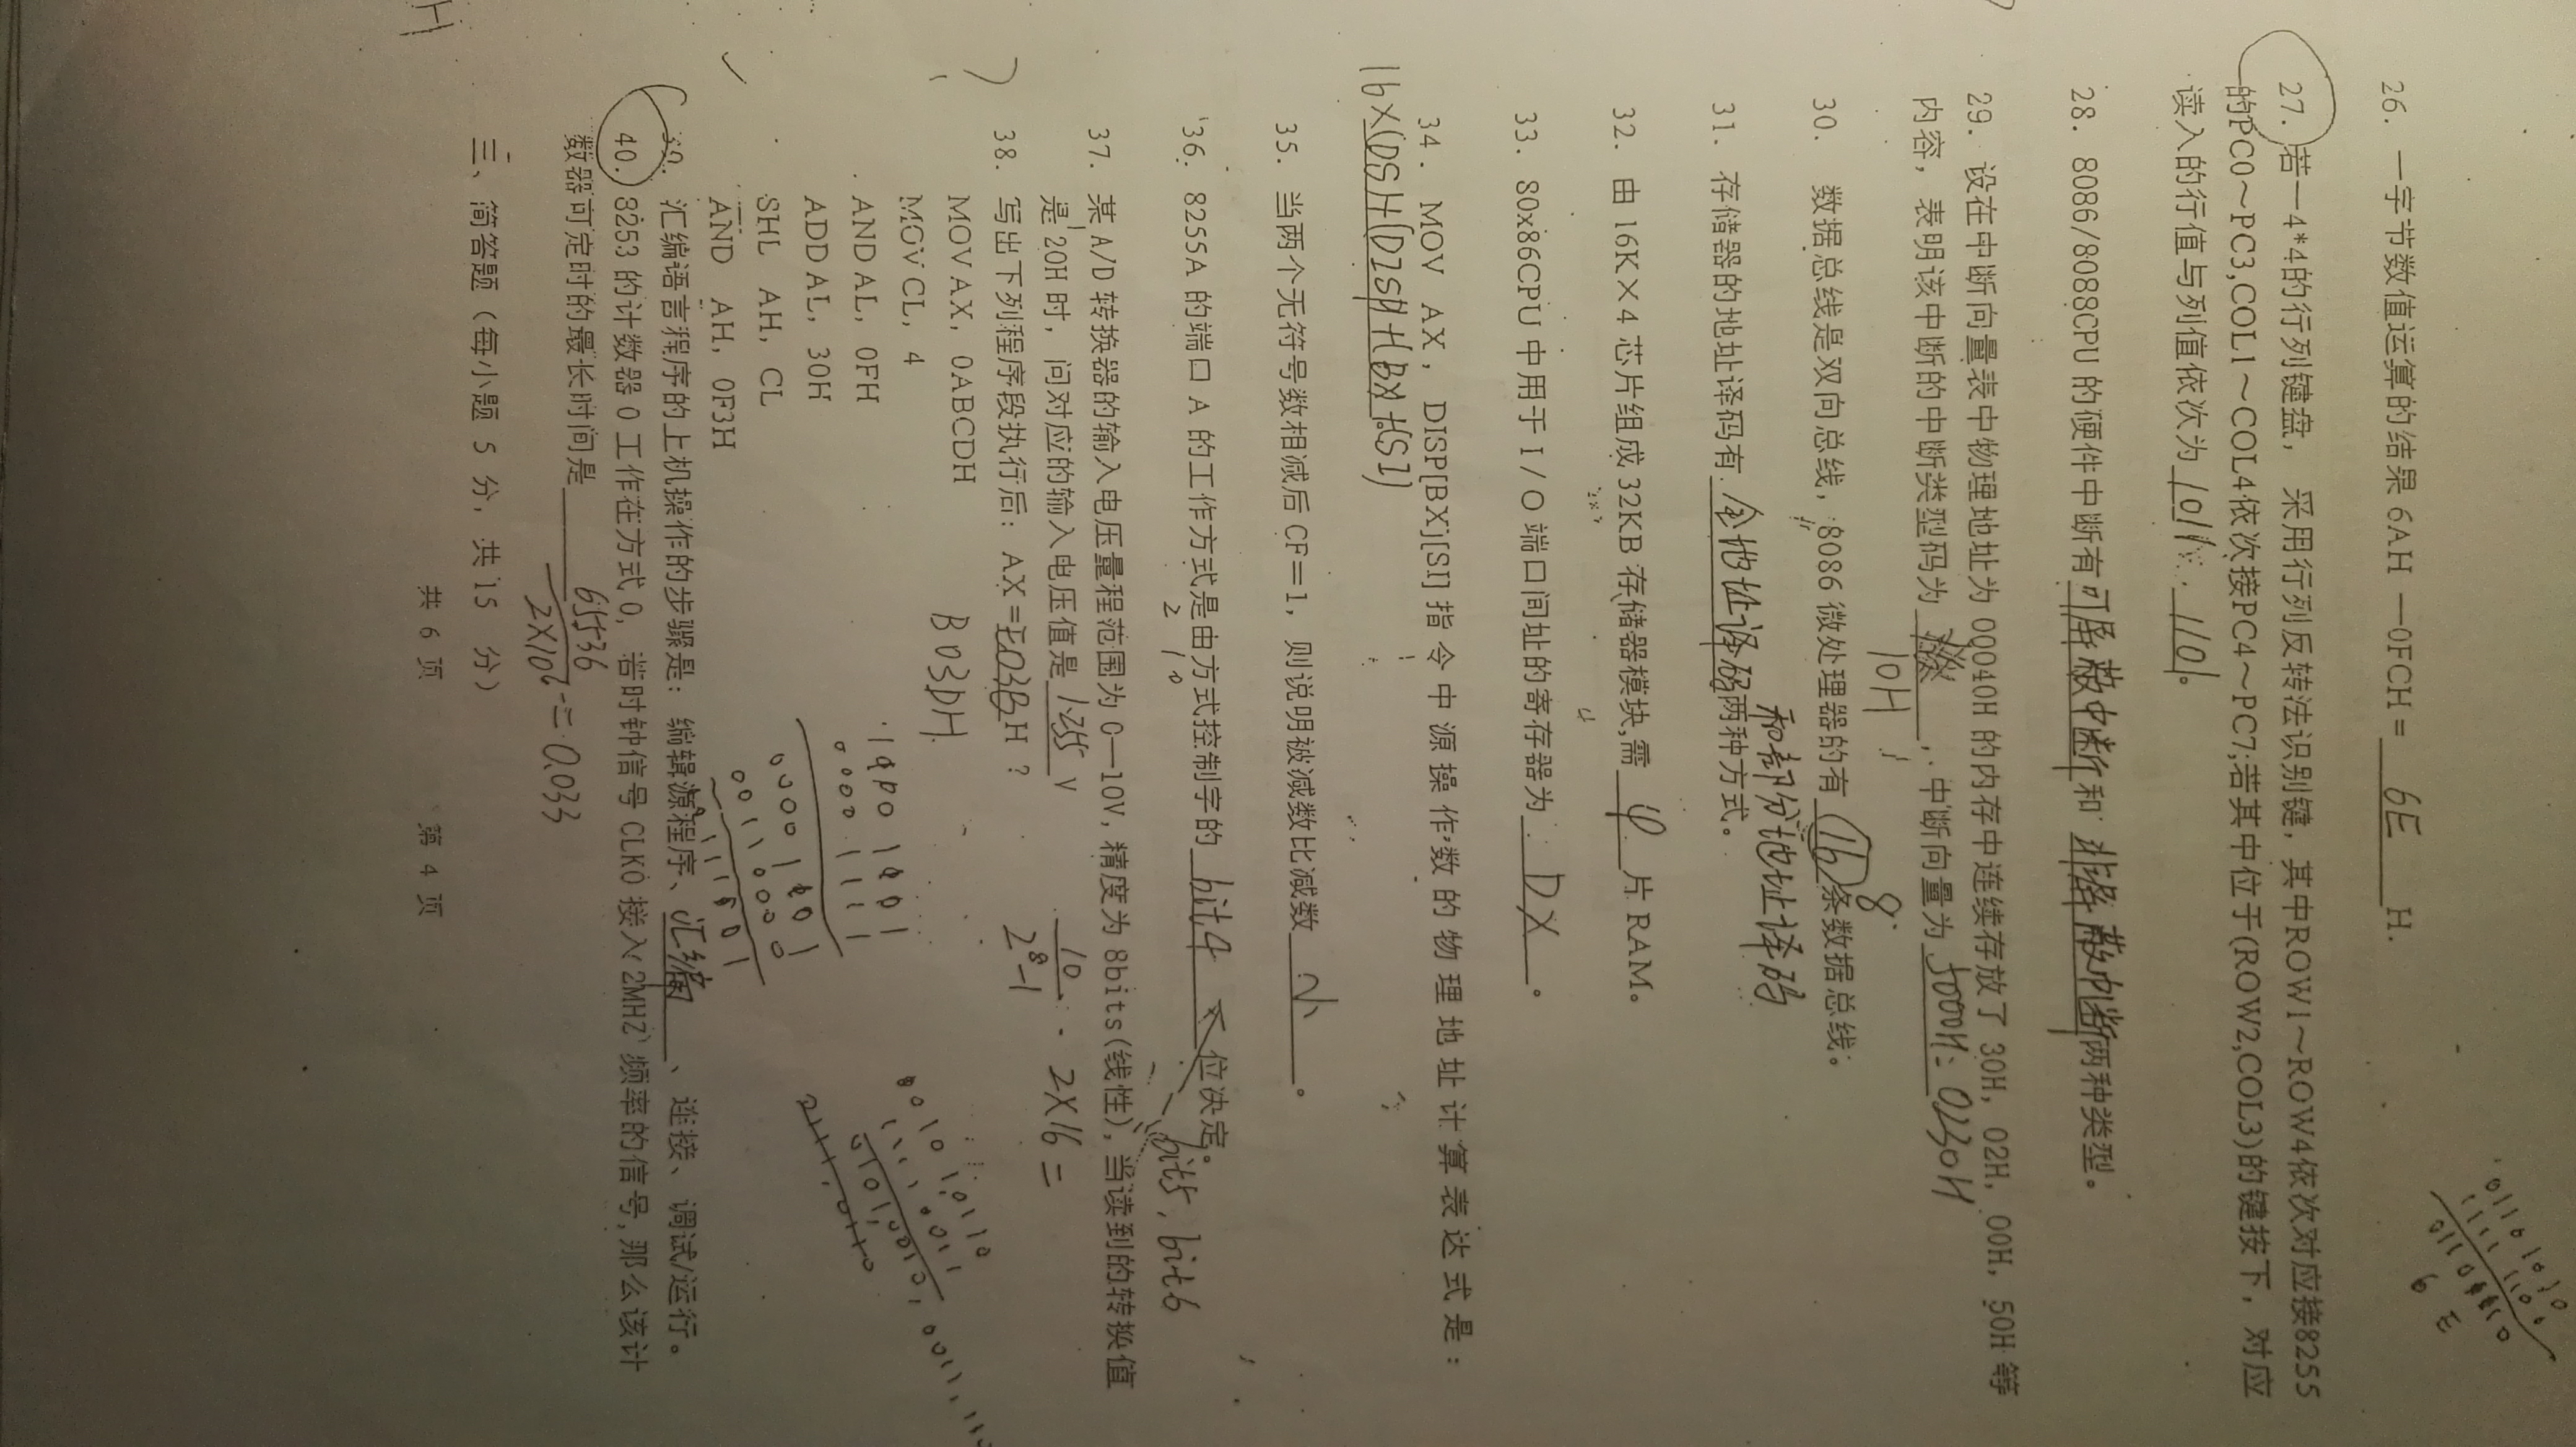 26. 一字节数值运算的结果 6AH —0FCH = 6E H.
27. 若一4*4的行列键盘, 采用行列反转法识别键, 其中ROW1～ROW4依次对应接8255
的PC0～PC3,COL1～COL4依次接PC4～PC7;若其中位于(ROW2,COL3)的键按下, 对应
读入的行值与列值依次为 1011 . 1101。
28. 8086/8088CPU 的硬件中断有可屏蔽中断和 非屏蔽中断两种类型。
29. 设在中断向量表中物理地址为 00040H 的内存中连续存放了 30H, 02H, 00H, 50H 等
内容, 表明该中断的中断类型码为 , 中断向量为 5000H:0230H
10H
30. 数据总线是双向总线, 8086 微处理器的有 16 条数据总线。
8
和部分地址译码
31. 存储器的地址译码有 全地址译码两种方式。
32. 由 16K×4 芯片组成 32KB 存储器模块,需 4 片 RAM。
33. 80x86CPU 中用于 I/O 端口间址的寄存器为 DX 。
34. MOV AX, DISP[BX][SI] 指令中源操作数的物理地址计算表达式是:
16×(DS)+(DISP)+(BX)+(SI)
35. 当两个无符号数相减后 CF=1, 则说明被减数比减数 小 。
36. 8255A 的端口 A 的工作方式是由方式控制字的 bit4 位决定。
bit5, bit6
37. 某 A/D 转换器的输入电压量程范围为 0—10V, 精度为 8bits(线性), 当读到的转换值
是 20H 时, 问对应的输入电压值是 1.255 V
10
2⁸-1 · 2×16 =
38. 写出下列程序段执行后: AX = H ?
MOV AX, 0ABCDH
B03DH
MOV CL, 4
AND AL, 0FH
ADD AL, 30H
SHL AH, CL
AND AH, 0F3H
39. 汇编语言程序的上机操作的步骤是: 编辑源程序、 汇编 、连接、调试/运行。
40. 8253 的计数器 0 工作在方式 0, 若时钟信号 CLK0 接入 2MHZ 频率的信号,那么该计
数器可定时的最长时间是
65536
2×10⁶ = 0.033
三、简答题 (每小题 5 分, 共 15 分)
共 6 页 第 4 页